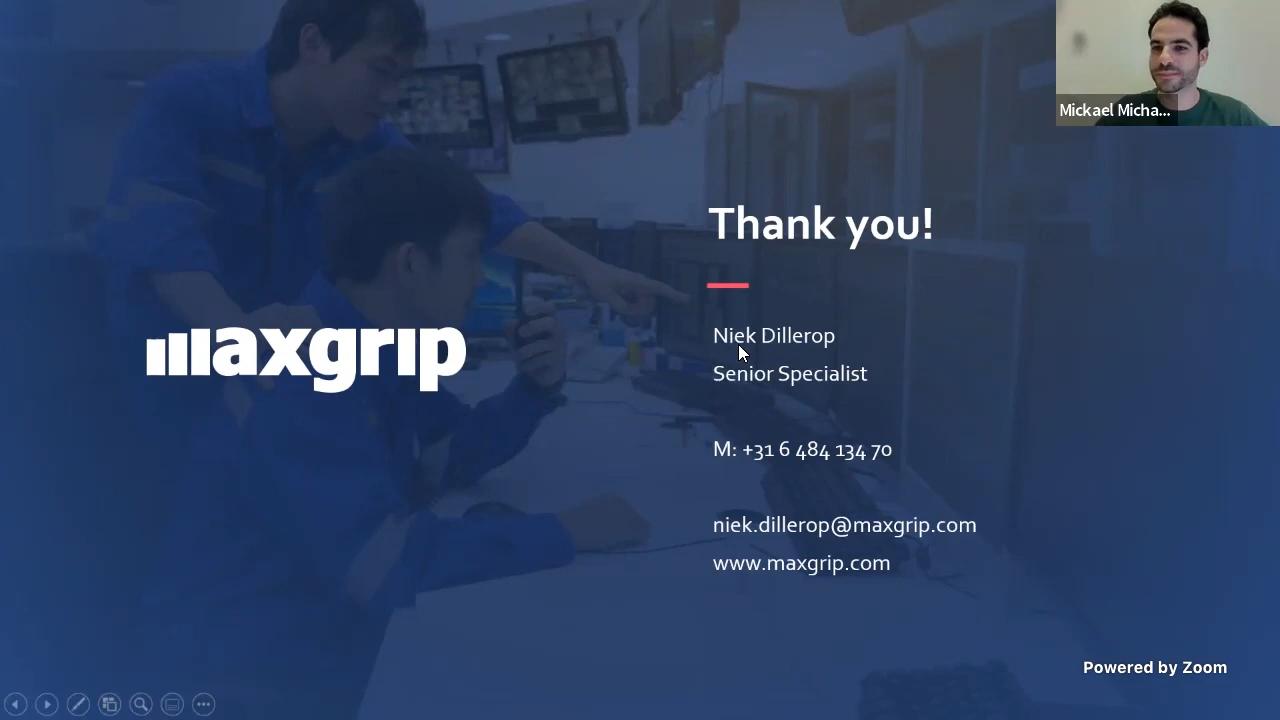 Mickael Micha...
Thank you!
maxgrip
Niek Dillerop
Senior Specialist
M: +31 6 484 134 70
niek.dillerop@maxgrip.com
www.maxgrip.com
Powered by Zoom